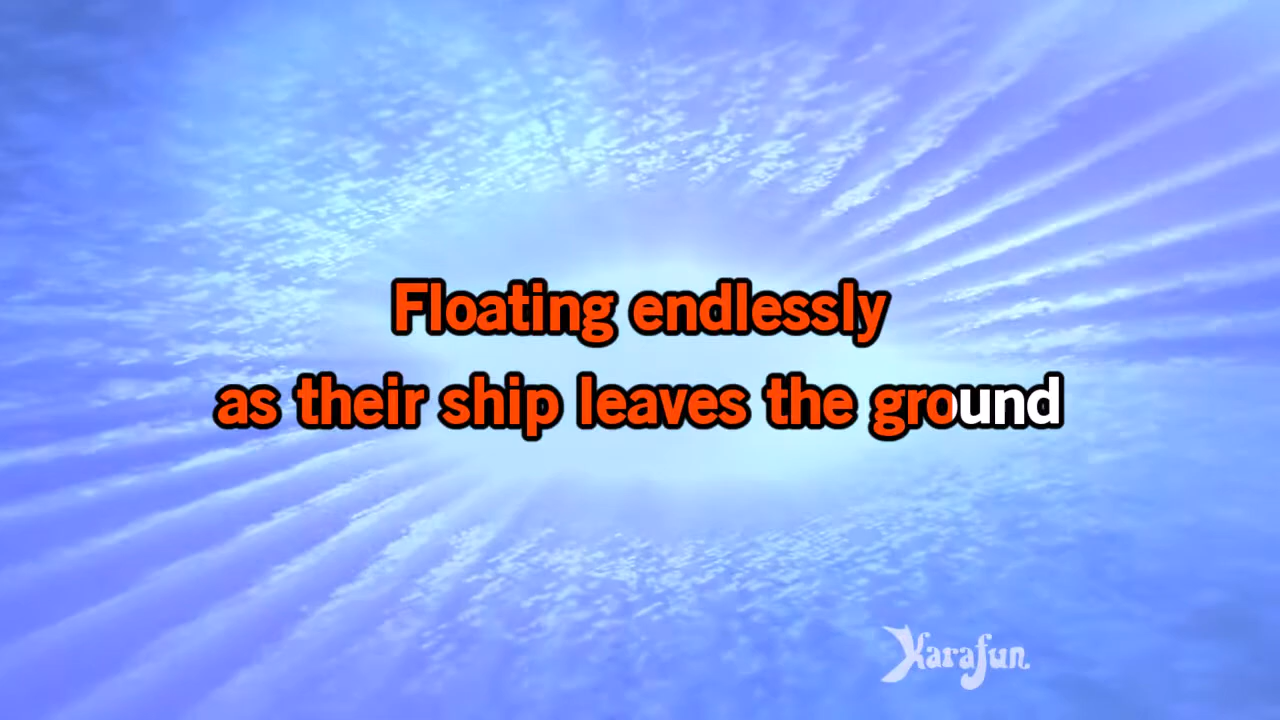 Floating endlessly
as their ship leaves the ground
Karafun